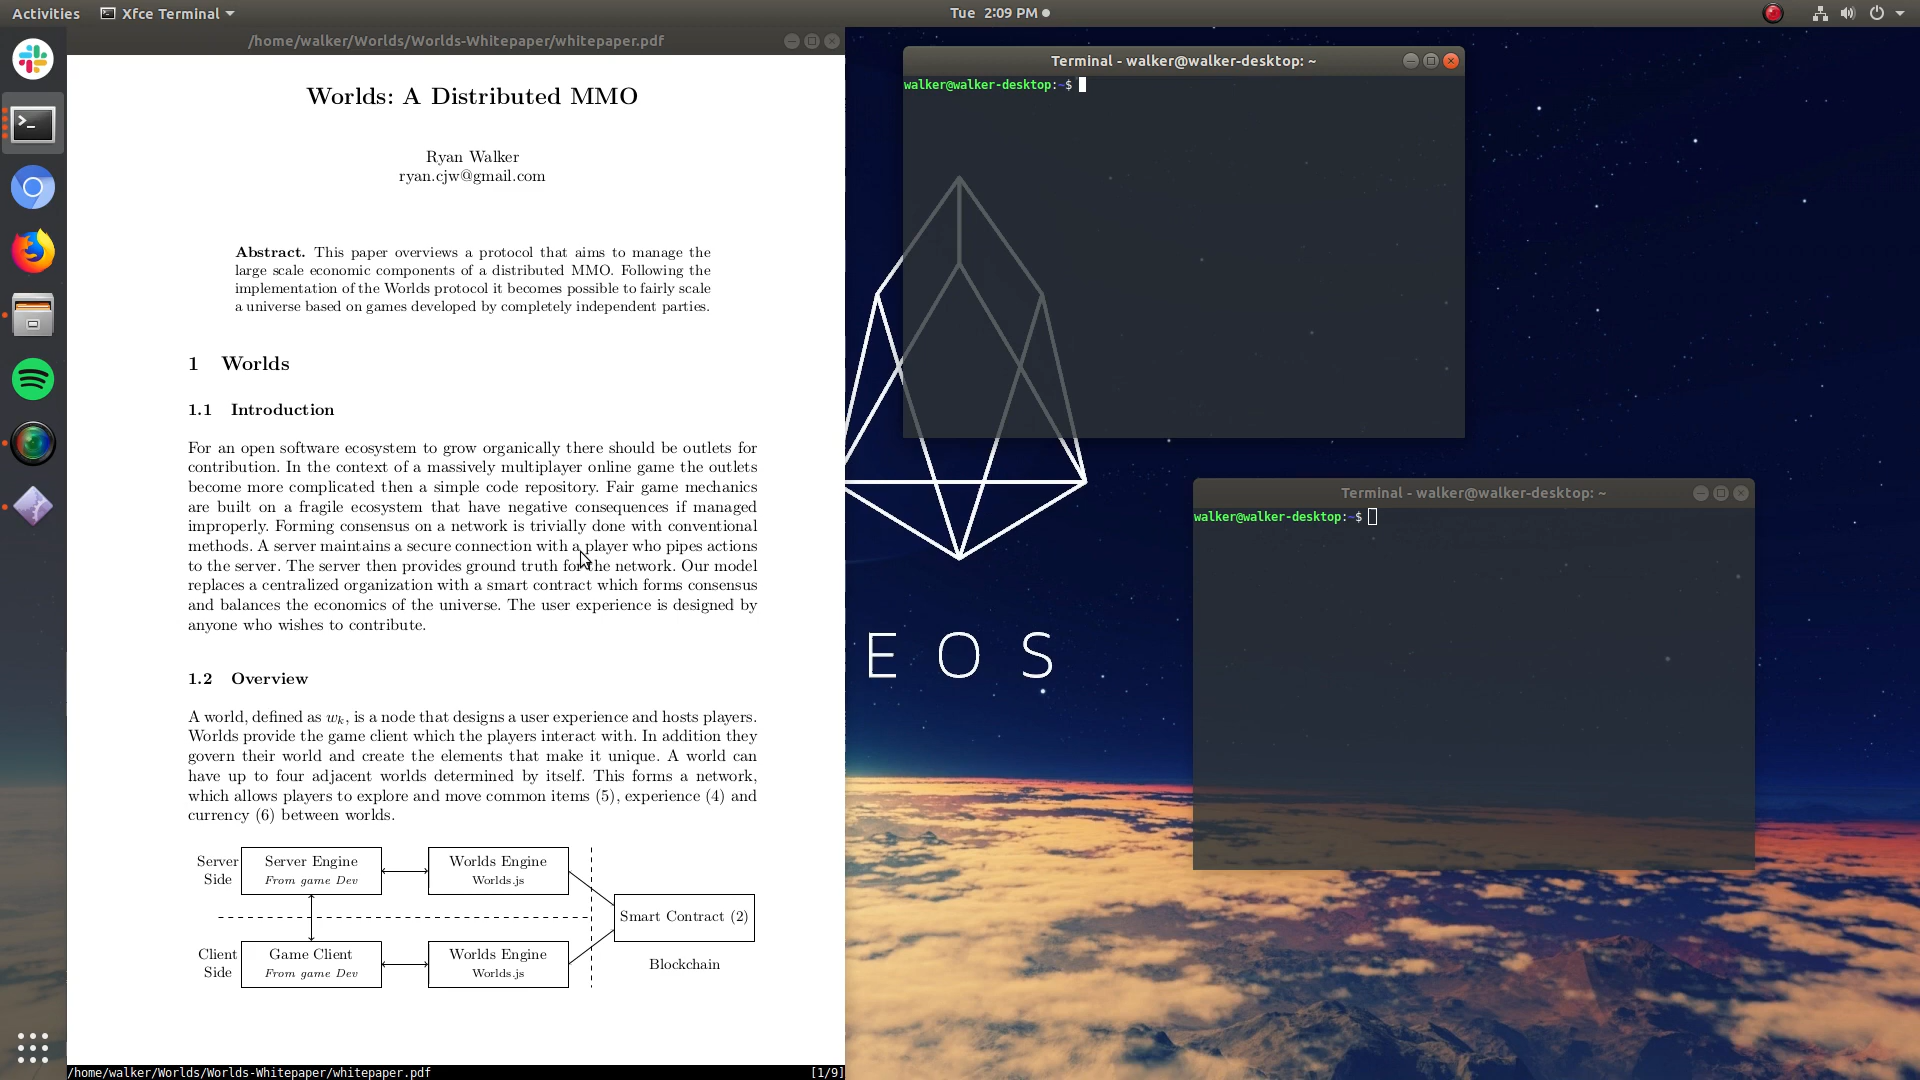 Activities Xfce Terminal Tue 2:09 PM
/home/walker/Worlds/Worlds-Whitepaper/whitepaper.pdf
Worlds: A Distributed MMO
Ryan Walker
ryan.cjw@gmail.com
Abstract. This paper overviews a protocol that aims to manage the
large scale economic components of a distributed MMO. Following the
implementation of the Worlds protocol it becomes possible to fairly scale
a universe based on games developed by completely independent parties.
1 Worlds
1.1 Introduction
For an open software ecosystem to grow organically there should be outlets for
contribution. In the context of a massively multiplayer online game the outlets
become more complicated then a simple code repository. Fair game mechanics
are built on a fragile ecosystem that have negative consequences if managed
improperly. Forming consensus on a network is trivially done with conventional
methods. A server maintains a secure connection with a player who pipes actions
to the server. The server then provides ground truth for the network. Our model
replaces a centralized organization with a smart contract which forms consensus
and balances the economics of the universe. The user experience is designed by
anyone who wishes to contribute.
1.2 Overview
A world, defined as wk, is a node that designs a user experience and hosts players.
Worlds provide the game client which the players interact with. In addition they
govern their world and create the elements that make it unique. A world can
have up to four adjacent worlds determined by itself. This forms a network,
which allows players to explore and move common items (5), experience (4) and
currency (6) between worlds.
Server Side
Server Engine
From game Dev
Worlds Engine
Worlds.js
Smart Contract (2)
Client Side
Game Client
From game Dev
Worlds Engine
Worlds.js
Blockchain
/home/walker/Worlds/Worlds-Whitepaper/whitepaper.pdf [1/9]
Terminal - walker@walker-desktop: ~
walker@walker-desktop:~$
E O S
Terminal - walker@walker-desktop: ~
walker@walker-desktop:~$